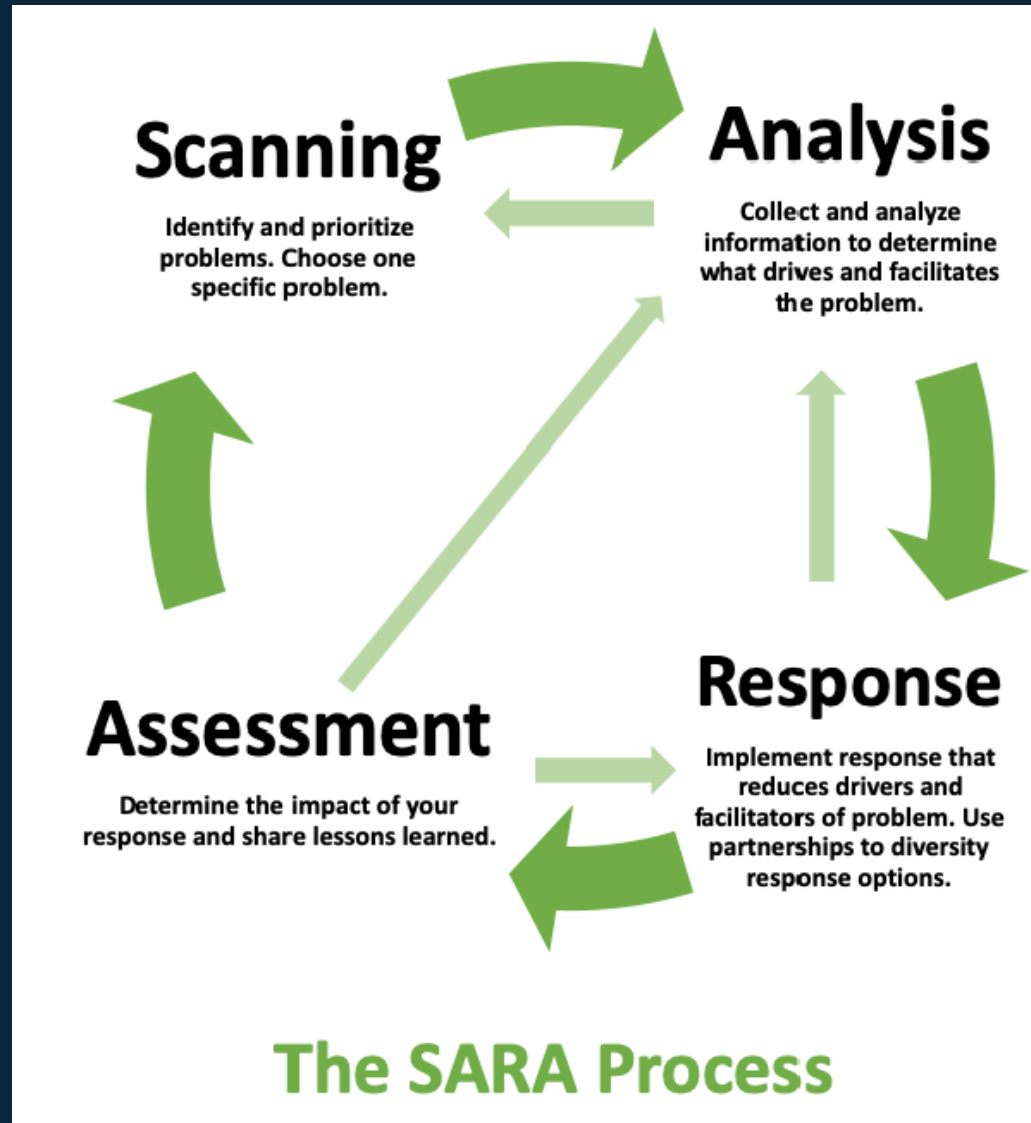 Scanning
Identify and prioritize
problems. Choose one
specific problem.
Analysis
Collect and analyze
information to determine
what drives and facilitates
the problem.
Assessment
Determine the impact of your
response and share lessons learned.
Response
Implement response that
reduces drivers and
facilitators of problem. Use
partnerships to diversity
response options.
The SARA Process